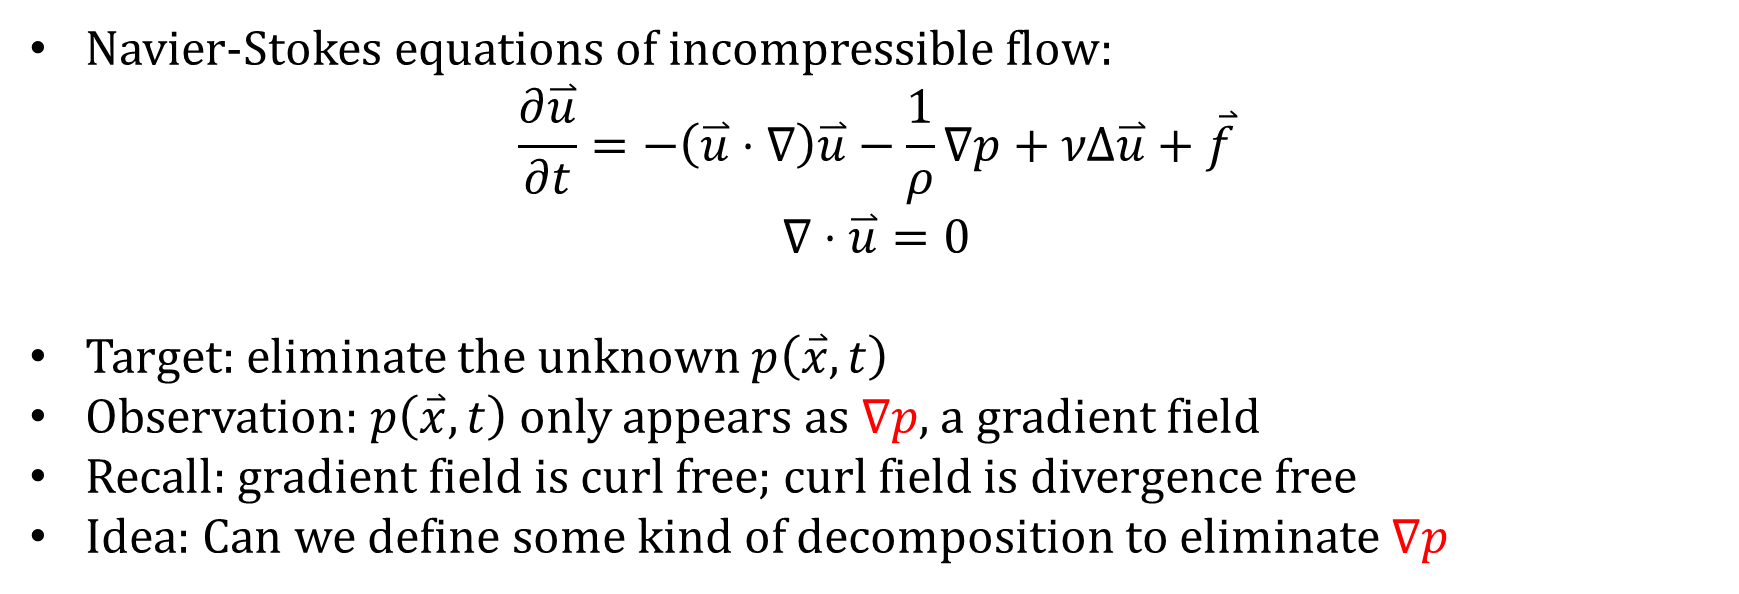 • Navier-Stokes equations of incompressible flow:
∂u⃗/∂t = −(u⃗ · ∇)u⃗ − 1/ρ ∇p + νΔu⃗ + f⃗
∇ · u⃗ = 0
• Target: eliminate the unknown p(x⃗, t)
• Observation: p(x⃗, t) only appears as ∇p, a gradient field
• Recall: gradient field is curl free; curl field is divergence free
• Idea: Can we define some kind of decomposition to eliminate ∇p